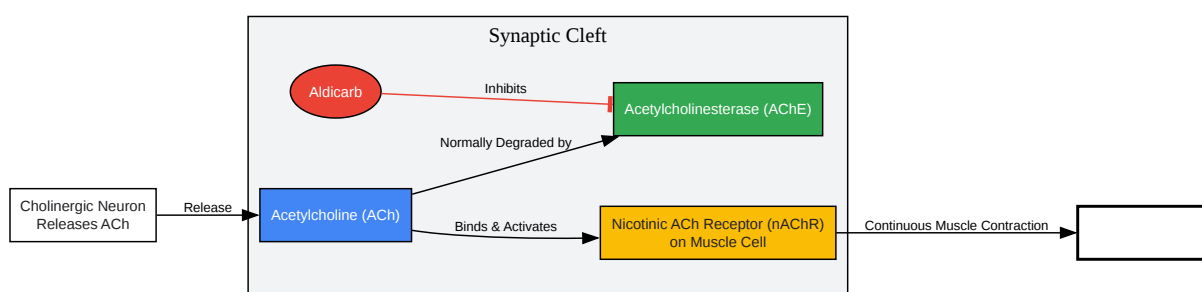 Synaptic Cleft
Aldicarb
Inhibits
Acetylcholinesterase (AChE)
Normally Degraded by
Cholinergic Neuron
Releases ACh
Release
Acetylcholine (ACh)
Binds & Activates
Nicotinic ACh Receptor (nAChR)
on Muscle Cell
Continuous Muscle Contraction